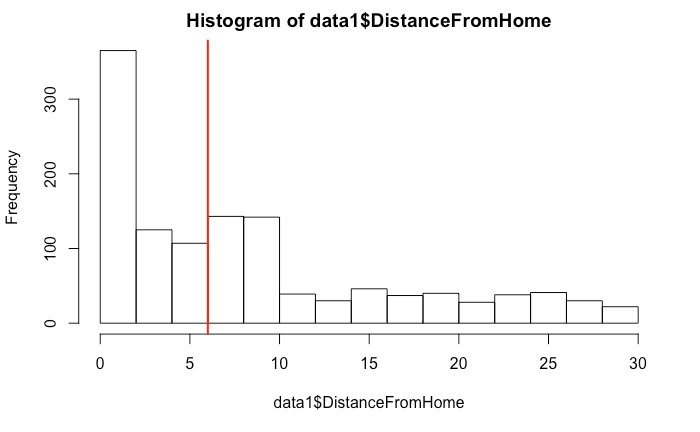 Histogram of data1$DistanceFromHome
Frequency
300
200
100
0
0 5 10 15 20 25 30
data1$DistanceFromHome